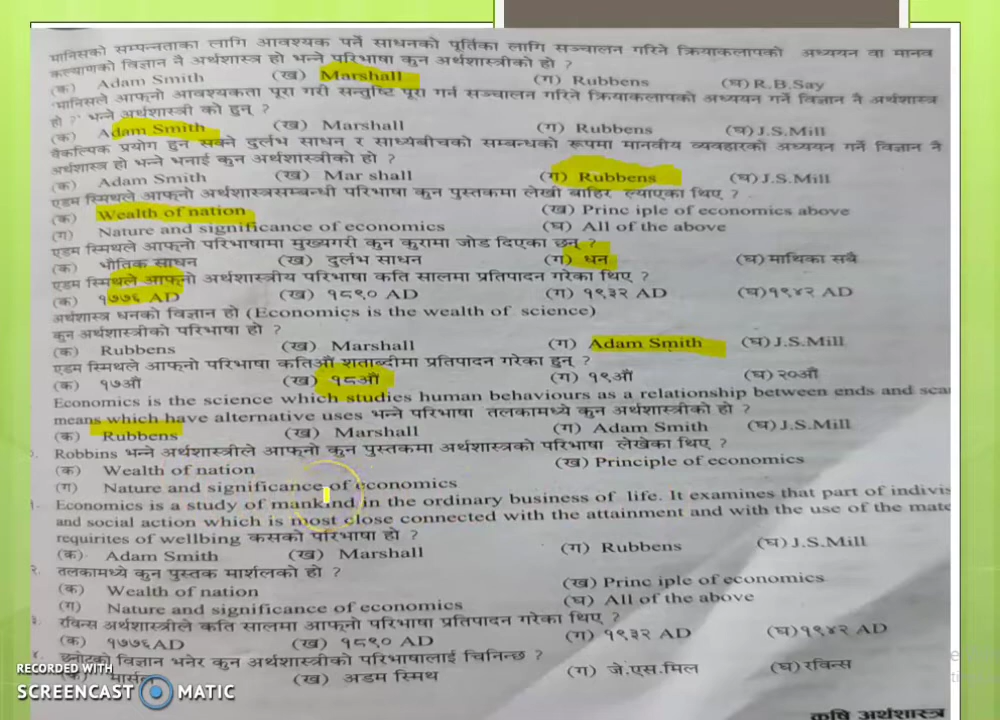 मानिसको सम्पन्नताका लागि आवश्यक पर्ने साधनको पूर्तिका लागि सञ्चालन गरिने क्रियाकलापको अध्ययन वा मानव
कल्याणको विज्ञान नै अर्थशास्त्र हो भन्ने परिभाषा कुन अर्थशास्त्रीको हो ?
(क) Adam Smith (ख) Marshall (ग) Rubbens (घ) R.B.Say
'मानिसले आफ्नो आवश्यकता पूरा गरी सन्तुष्टि पूरा गर्न सञ्चालन गरिने क्रियाकलापको अध्ययन गर्ने विज्ञान नै अर्थशास्त्र
हो ?' भन्ने अर्थशास्त्री को हुन् ?
(क) Adam Smith (ख) Marshall (ग) Rubbens (घ) J.S.Mill
वैकल्पिक प्रयोग हुन सक्ने दुर्लभ साधन र साध्यबीचको सम्बन्धको रूपमा मानवीय व्यवहारको अध्ययन गर्ने विज्ञान नै
अर्थशास्त्र हो भन्ने भनाई कुन अर्थशास्त्रीको हो ?
(क) Adam Smith (ख) Mar shall (ग) Rubbens (घ) J.S.Mill
एडम स्मिथले आफ्नो अर्थशास्त्रसम्बन्धी परिभाषा कुन पुस्तकमा लेखी बाहिर ल्याएका थिए ?
(क) Wealth of nation (ख) Princ iple of economics above
(ग) Nature and significance of economics (घ) All of the above
एडम स्मिथले आफ्नो परिभाषामा मुख्यगरी कुन कुरामा जोड दिएका छन् ?
(क) भौतिक साधन (ख) दुर्लभ साधन (ग) धन (घ) माथिका सबै
एडम स्मिथले आफ्नो अर्थशास्त्रीय परिभाषा कति सालमा प्रतिपादन गरेका थिए ?
(क) १७७६ AD (ख) १८९० AD (ग) १९३२ AD (घ) १९४२ AD
अर्थशास्त्र धनको विज्ञान हो (Economics is the wealth of science)
कुन अर्थशास्त्रीको परिभाषा हो ?
(क) Rubbens (ख) Marshall (ग) Adam Smith (घ) J.S.Mill
एडम स्मिथले आफ्नो परिभाषा कतिऔं शताब्दीमा प्रतिपादन गरेका हुन् ?
(क) १७औं (ख) १८औं (ग) १९औं (घ) २०औं
Economics is the science which studies human behaviours as a relationship between ends and scar
means which have alternative uses भन्ने परिभाषा तलकामध्ये कुन अर्थशास्त्रीको हो ?
(क) Rubbens (ख) Marshall (ग) Adam Smith (घ) J.S.Mill
Robbins भन्ने अर्थशास्त्रीले आफ्नो कुन पुस्तकमा अर्थशास्त्रको परिभाषा लेखेका थिए ?
(क) Wealth of nation (ख) Principle of economics
(ग) Nature and significance of economics
Economics is a study of mankind in the ordinary business of life. It examines that part of indivis
and social action which is most close connected with the attainment and with the use of the mate
requirites of wellbing कसको परिभाषा हो ?
(क) Adam Smith (ख) Marshall (ग) Rubbens (घ) J.S.Mill
२. तलकामध्ये कुन पुस्तक मार्शलको हो ?
(क) Wealth of nation (ख) Princ iple of economics
(ग) Nature and significance of economics (घ) All of the above
३. रविन्स अर्थशास्त्रीले कति सालमा आफ्नो परिभाषा प्रतिपादन गरेका थिए ?
(क) १७७६ AD (ख) १८९० AD (ग) १९३२ AD (घ) १९४२ AD
छनोटको विज्ञान भनेर कुन अर्थशास्त्रीको परिभाषालाई चिनिन्छ ?
मार्सल (ख) अडम स्मिथ (ग) जे.एस.मिल (घ) रविन्स
कृषि अर्थशास्त्र
RECORDED WITH
SCREENCAST MATIC